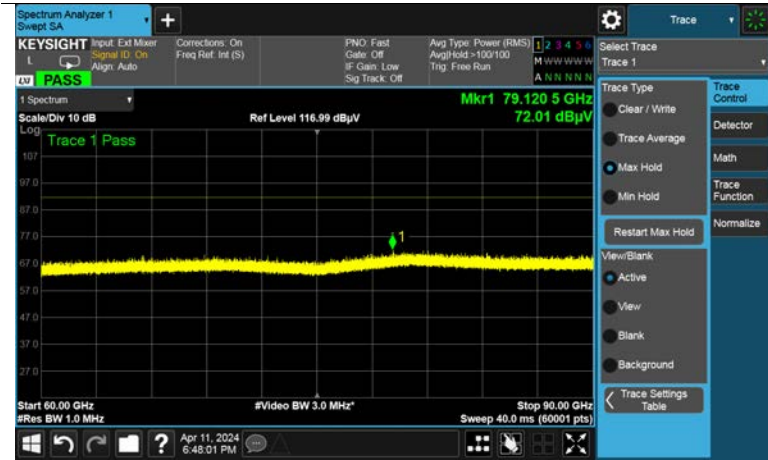 Spectrum Analyzer 1
Swept SA
Trace
KEYSIGHT Input: Ext Mixer Corrections: On PNO: Fast Avg Type: Power (RMS) 1 2 3 4 5 6
L Signal ID: On Freq Ref: Int (S) Gate: Off Avg|Hold:>100/100 M W W W W W
Align: Auto IF Gain: Low Trig: Free Run
LXI PASS Sig Track: Off A N N N N N
Select Trace
Trace 1
1 Spectrum
Mkr1 79.120 5 GHz
Scale/Div 10 dB Ref Level 116.99 dBµV 72.01 dBµV
Log
Trace 1 Pass
107
97.0
87.0
77.0
1
67.0
57.0
47.0
37.0
27.0
Start 60.00 GHz #Video BW 3.0 MHz* Stop 90.00 GHz
#Res BW 1.0 MHz Sweep 40.0 ms (60001 pts)
Trace Type
Clear / Write
Trace Average
Max Hold
Min Hold
Restart Max Hold
View/Blank
Active
View
Blank
Background
Trace Settings
Table
Trace
Control
Detector
Math
Trace
Function
Normalize
?
Apr 11, 2024
6:48:01 PM